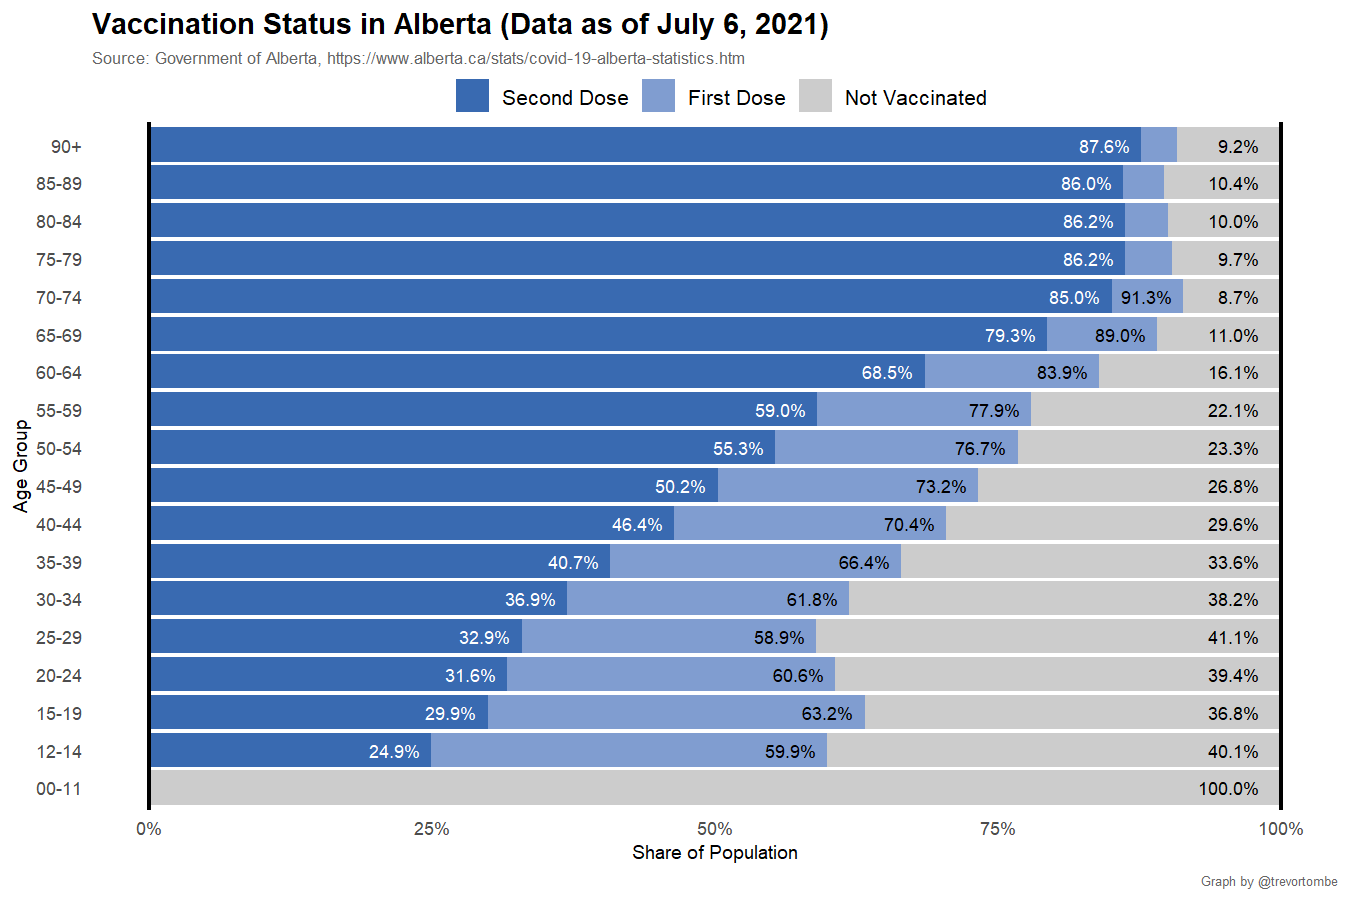 Vaccination Status in Alberta (Data as of July 6, 2021)
Source: Government of Alberta, https://www.alberta.ca/stats/covid-19-alberta-statistics.htm
Second Dose First Dose Not Vaccinated
Age Group
90+ 87.6% 9.2%
85-89 86.0% 10.4%
80-84 86.2% 10.0%
75-79 86.2% 9.7%
70-74 85.0% 91.3% 8.7%
65-69 79.3% 89.0% 11.0%
60-64 68.5% 83.9% 16.1%
55-59 59.0% 77.9% 22.1%
50-54 55.3% 76.7% 23.3%
45-49 50.2% 73.2% 26.8%
40-44 46.4% 70.4% 29.6%
35-39 40.7% 66.4% 33.6%
30-34 36.9% 61.8% 38.2%
25-29 32.9% 58.9% 41.1%
20-24 31.6% 60.6% 39.4%
15-19 29.9% 63.2% 36.8%
12-14 24.9% 59.9% 40.1%
00-11 100.0%
0% 25% 50% 75% 100%
Share of Population
Graph by @trevortombe